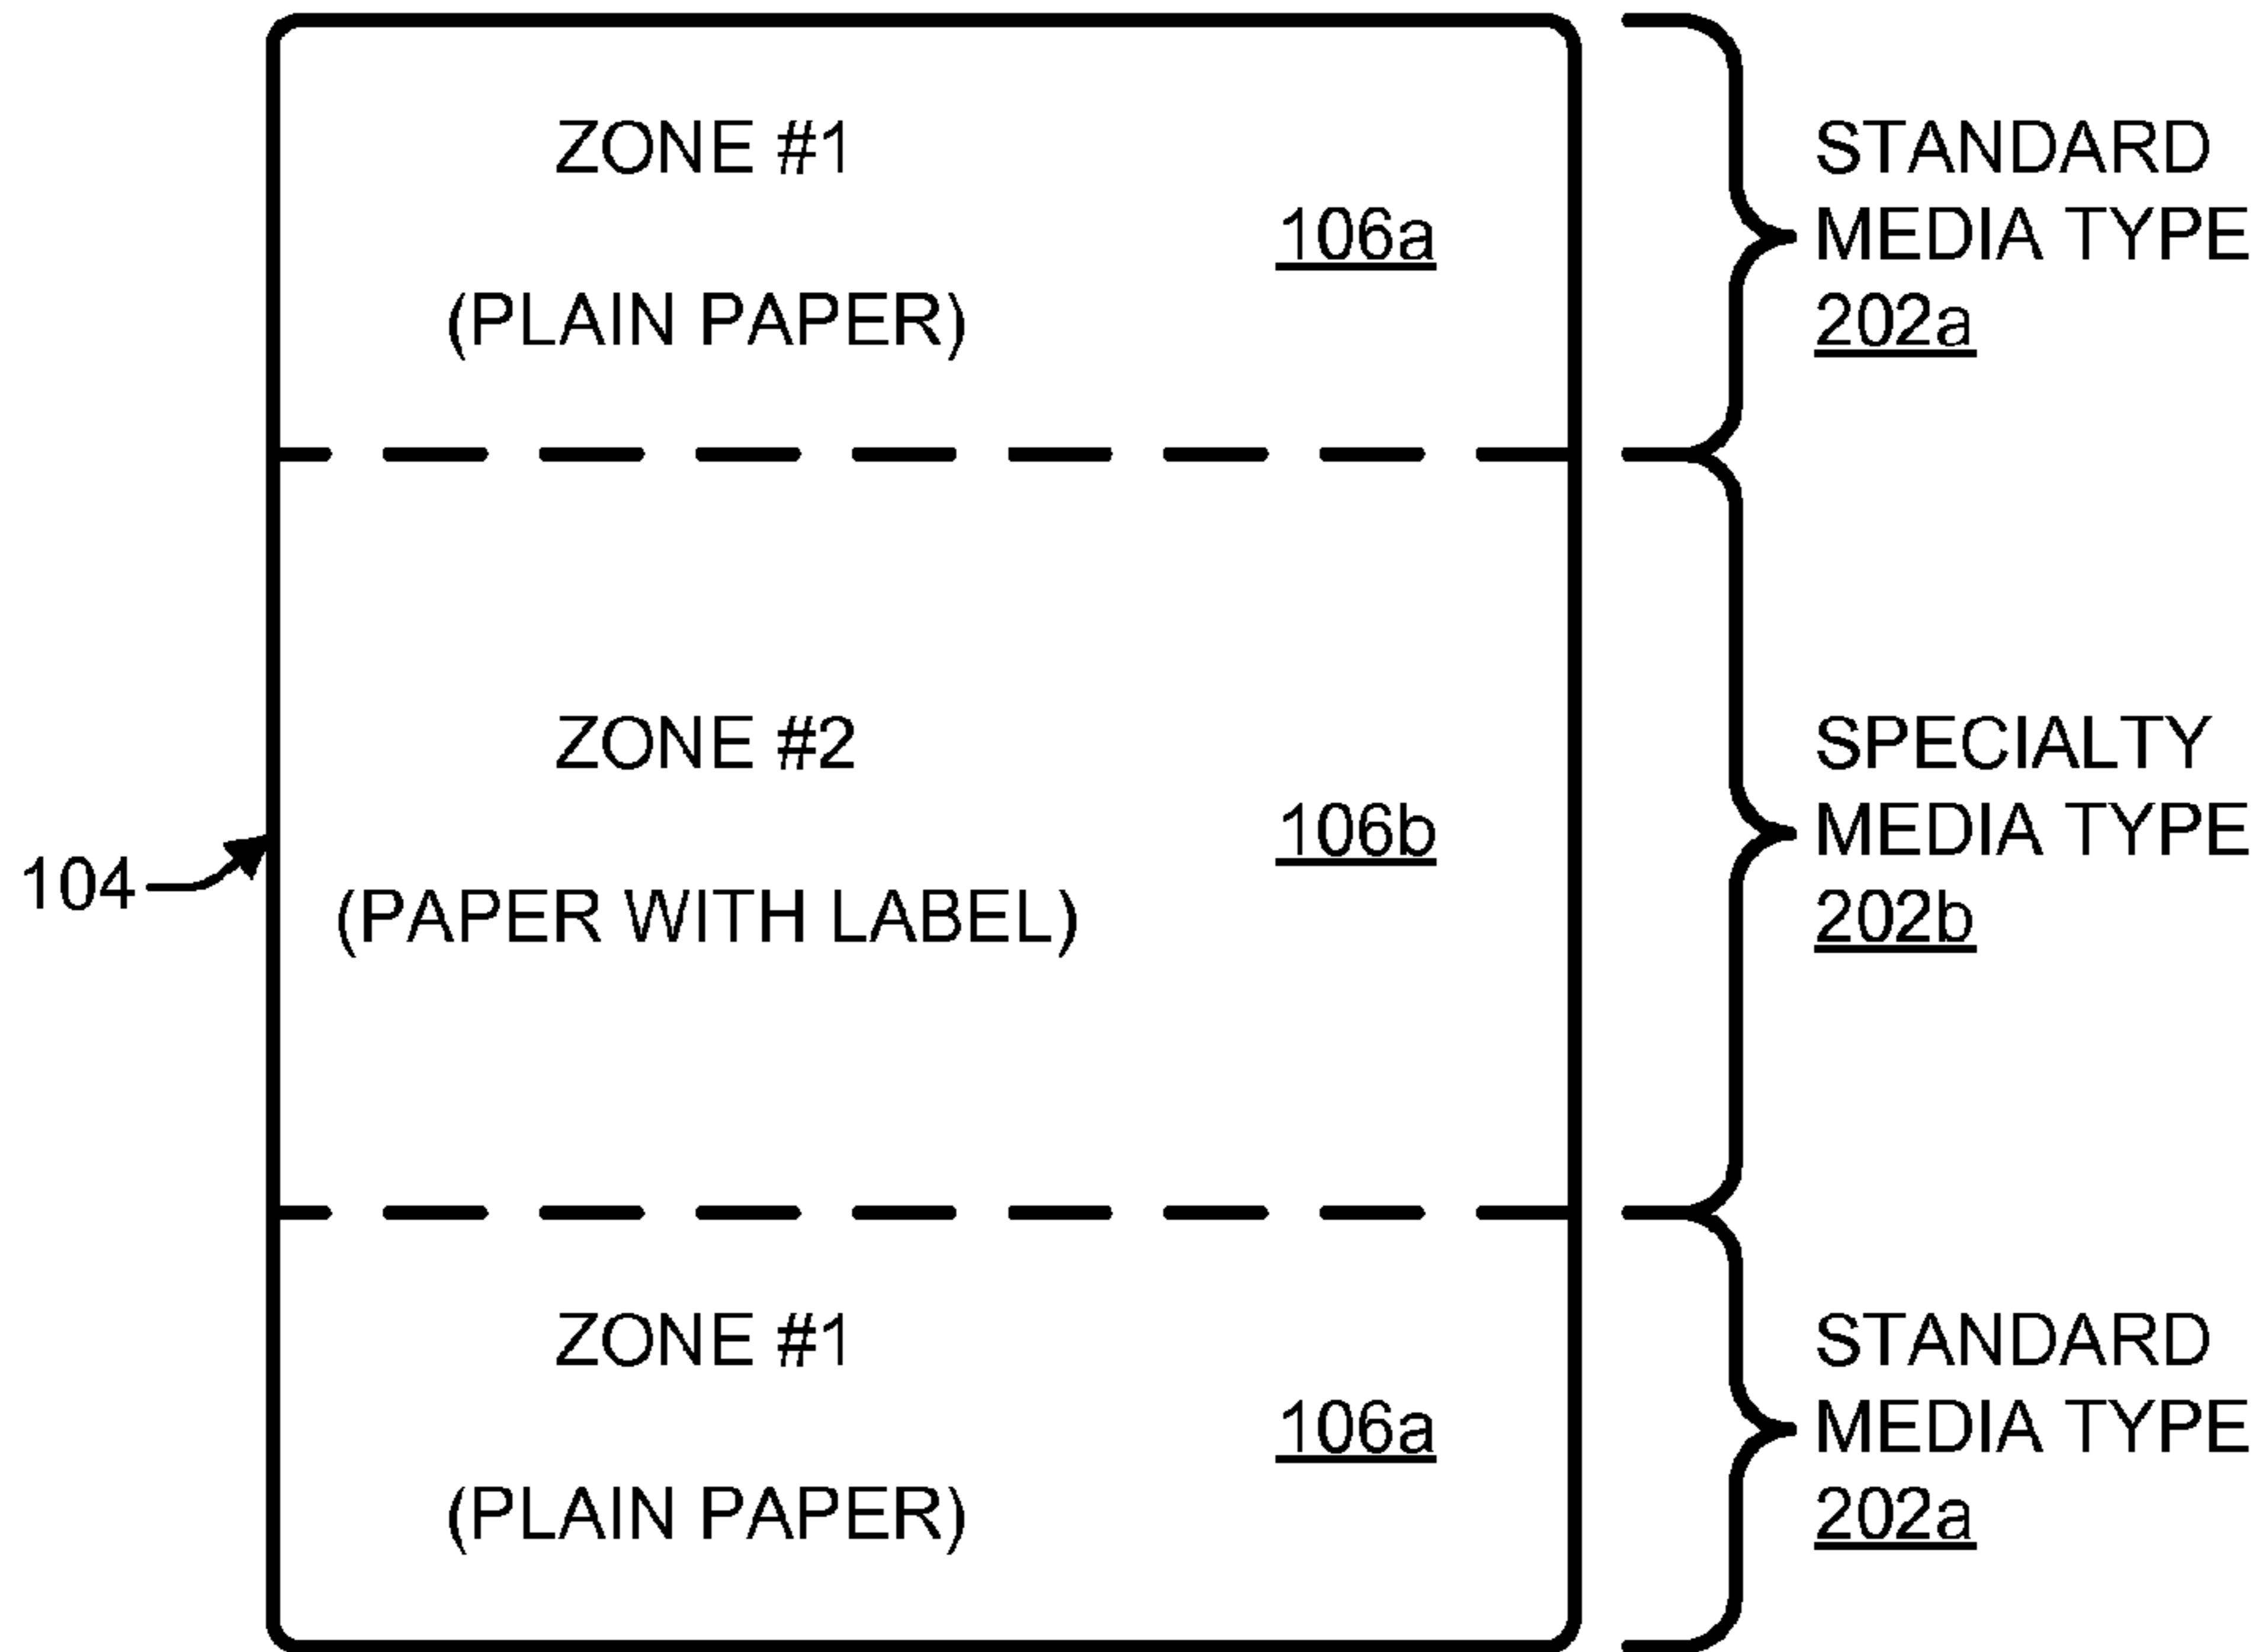 ZONE #1
106a
(PLAIN PAPER)
STANDARD
MEDIA TYPE
202a
ZONE #2
106b
(PAPER WITH LABEL)
104
SPECIALTY
MEDIA TYPE
202b
ZONE #1
106a
(PLAIN PAPER)
STANDARD
MEDIA TYPE
202a